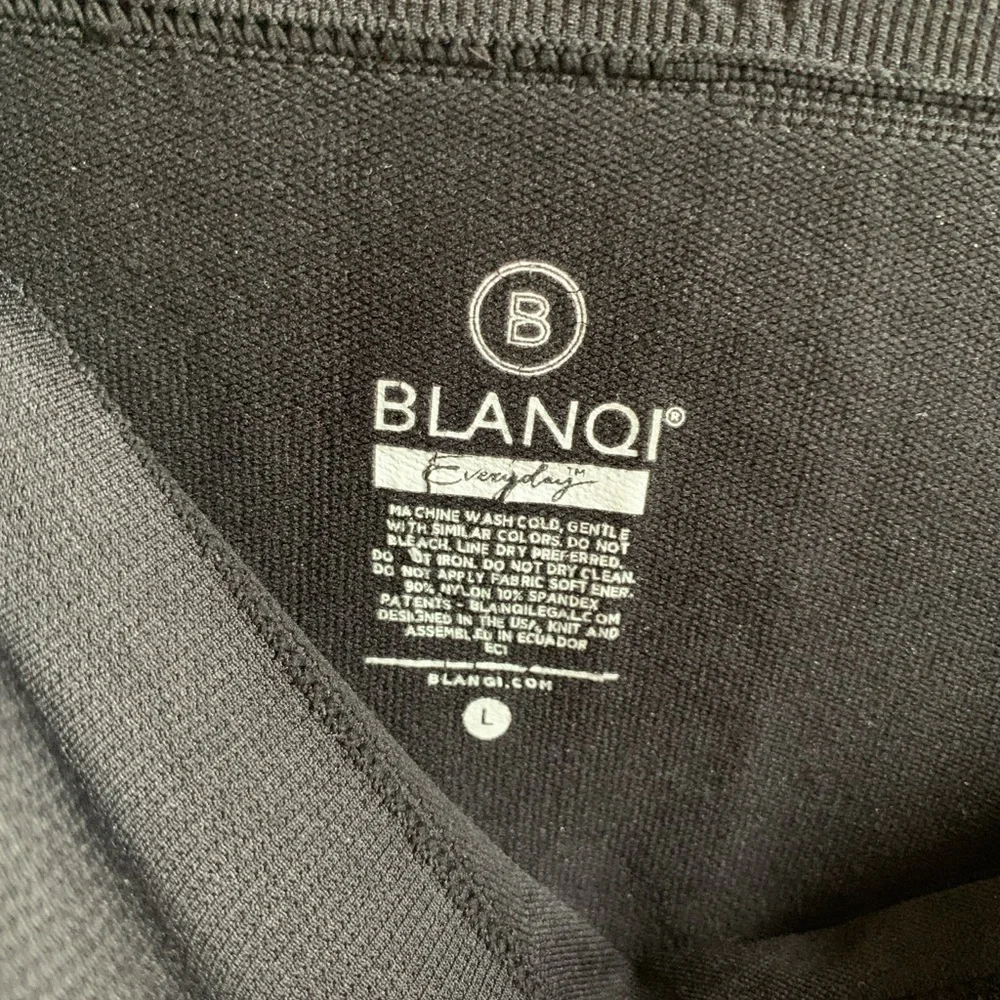 B
BLANQI®
Everyday™
MACHINE WASH COLD, GENTLE
WITH SIMILAR COLORS. DO NOT
BLEACH. LINE DRY PREFERRED.
DO NOT IRON. DO NOT DRY CLEAN.
DO NOT APPLY FABRIC SOFTENER.
90% NYLON 10% SPANDEX
PATENTS - BLANQILEGAL.COM
DESIGNED IN THE USA, KNIT AND
ASSEMBLED IN ECUADOR
EC1
BLANQI.COM
L